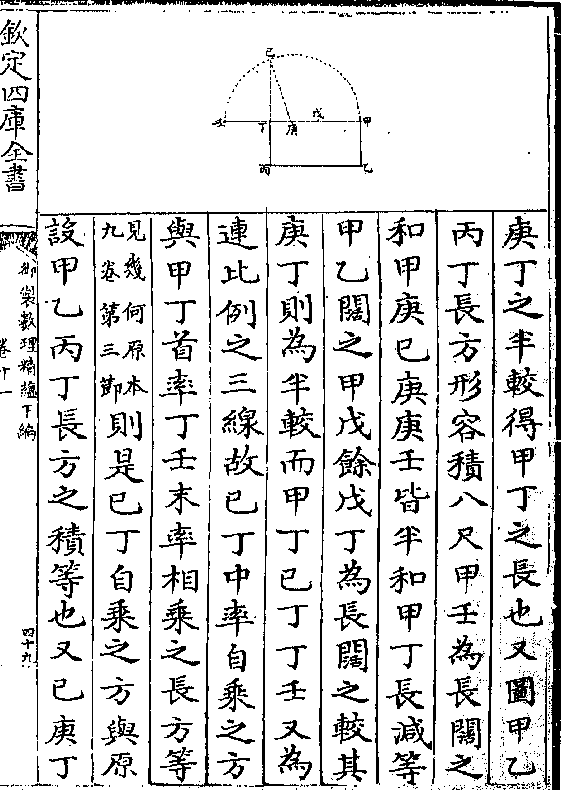 己
壬 丁 庚 戊 甲
丙 乙
庚丁之半較得甲丁之長也又圖甲乙
丙丁長方形容積八尺甲壬為長闊之
和甲庚已庚庚壬皆半和甲丁長減等
甲乙闊之甲戊餘戊丁為長闊之較其
庚丁則為半較而甲丁已丁丁壬又為
連比例之三線故已丁中率自乘之方
與甲丁首率丁壬末率相乘之長方等
見幾何原本
九卷第三節
則是已丁自乘之方與原
設甲乙丙丁長方之積等也又已庚丁
欽定四庫全書
御製數理精蘊下編
卷十一
四十九